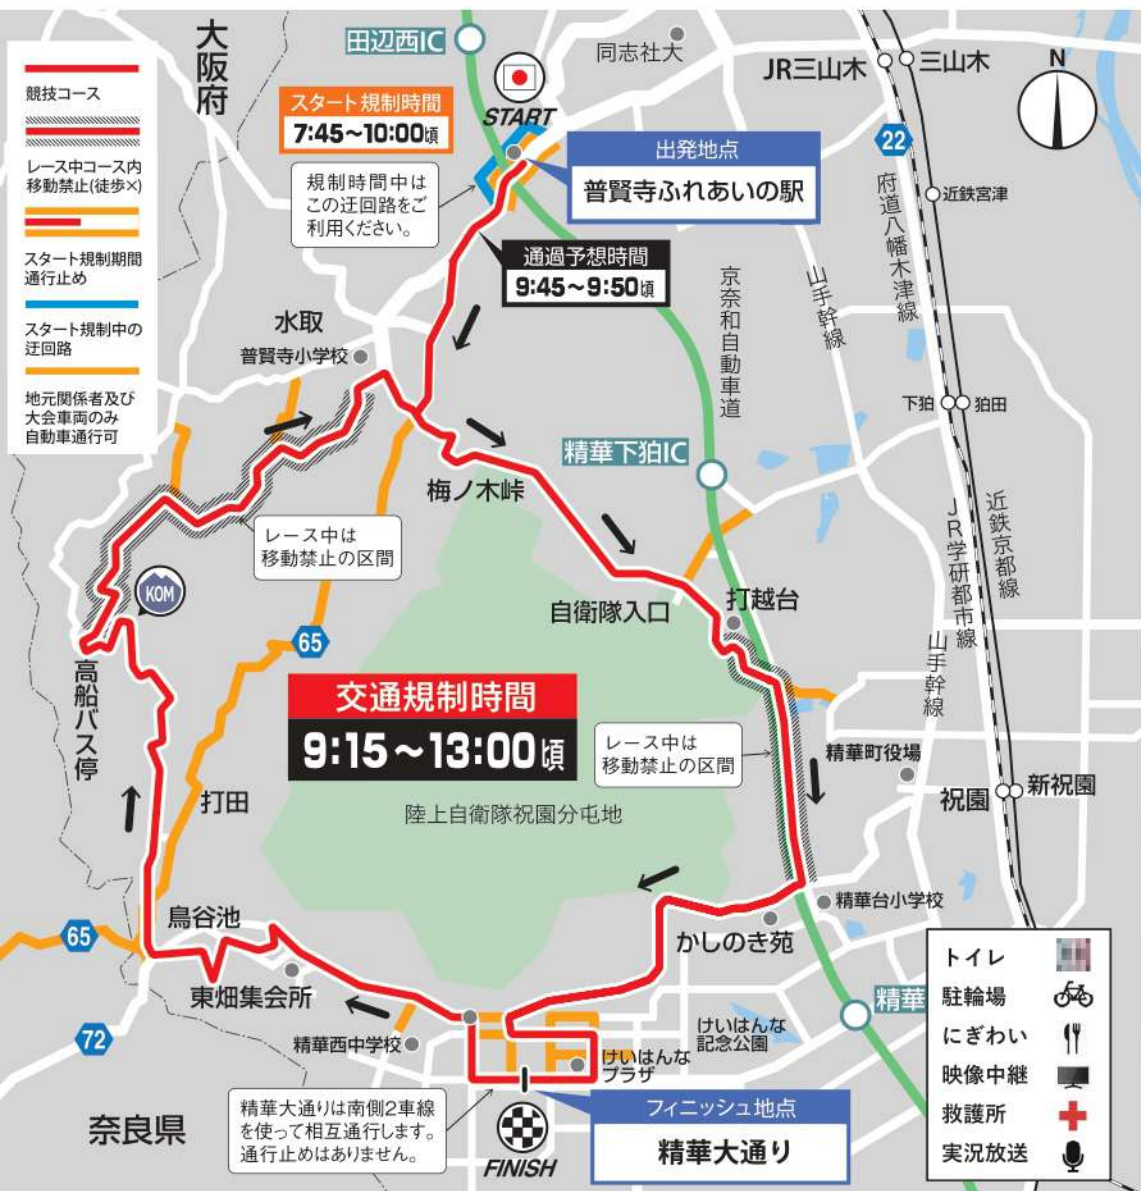 競技コース
レース中コース内
移動禁止(徒歩×)
スタート規制期間
通行止め
スタート規制中の
迂回路
地元関係者及び
大会車両のみ
自動車通行可
大阪府
田辺西IC
同志社大
JR三山木
三山木
N
START
スタート規制時間
7:45～10:00頃
規制時間中は
この迂回路をご
利用ください。
出発地点
普賢寺ふれあいの駅
22
府道八幡木津線
近鉄宮津
通過予想時間
9:45～9:50頃
京奈和自動車道
山手幹線
水取
普賢寺小学校
下狛
狛田
精華下狛IC
梅ノ木峠
JR学研都市線
近鉄京都線
レース中は
移動禁止の区間
KOM
自衛隊入口
打越台
65
山手幹線
高船バス停
交通規制時間
9:15～13:00頃
レース中は
移動禁止の区間
精華町役場
祝園
新祝園
打田
陸上自衛隊祝園分屯地
鳥谷池
65
精華台小学校
かしのき苑
東畑集会所
精華
72
精華西中学校
けいはんな
記念公園
けいはんな
プラザ
奈良県
精華大通りは南側2車線
を使って相互通行します。
通行止めはありません。
FINISH
フィニッシュ地点
精華大通り
トイレ
駐輪場
にぎわい
映像中継
救護所
実況放送